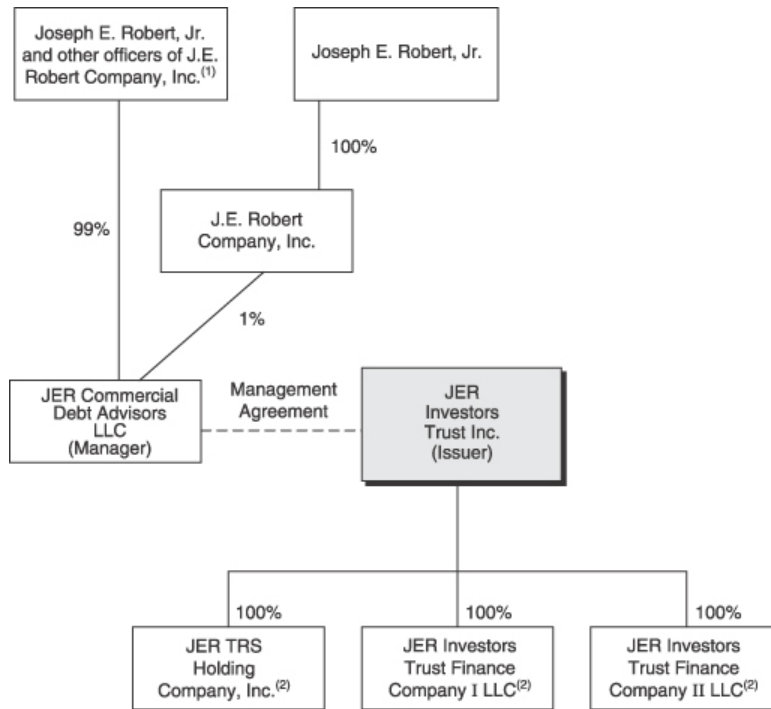 Joseph E. Robert, Jr.
and other officers of J.E.
Robert Company, Inc.(1)
Joseph E. Robert, Jr.
100%
99%
J.E. Robert
Company, Inc.
1%
JER Commercial
Debt Advisors
LLC
(Manager)
Management
Agreement
JER
Investors
Trust Inc.
(Issuer)
100%
100%
100%
JER TRS
Holding
Company, Inc.(2)
JER Investors
Trust Finance
Company I LLC(2)
JER Investors
Trust Finance
Company II LLC(2)